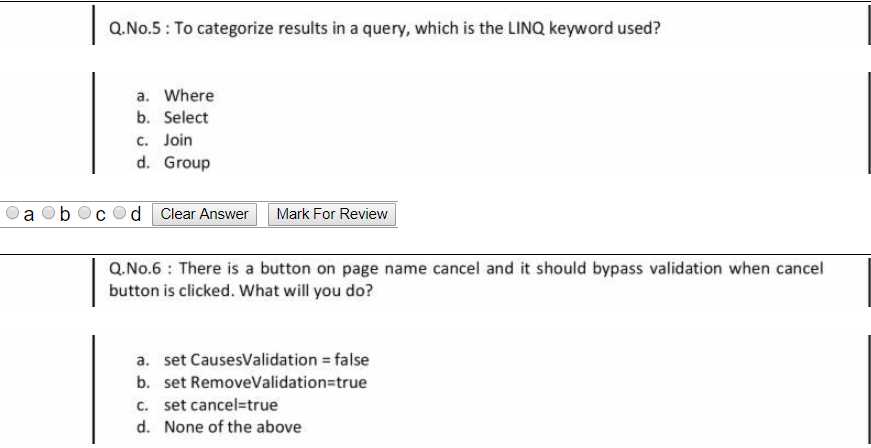 Q.No.5 : To categorize results in a query, which is the LINQ keyword used?
a. Where
b. Select
c. Join
d. Group
a b c d Clear Answer Mark For Review
Q.No.6 : There is a button on page name cancel and it should bypass validation when cancel
button is clicked. What will you do?
a. set CausesValidation = false
b. set RemoveValidation=true
c. set cancel=true
d. None of the above